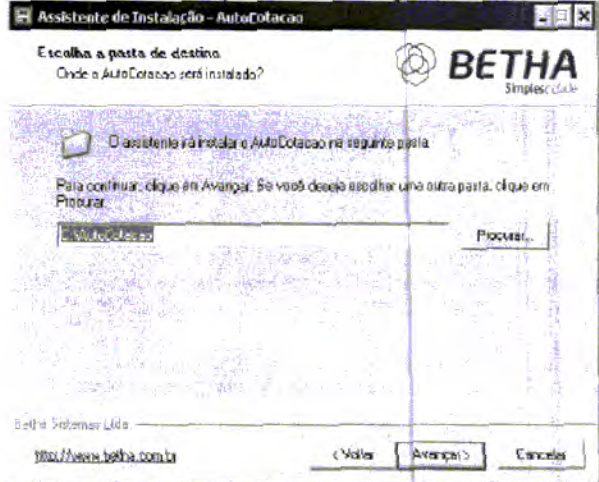 Assistente de Instalação - AutoCotacao
Escolha a pasta de destino
Onde o AutoCotacao será instalado?
BETHA
Simplescidade
O assistente irá instalar o AutoCotacao na seguinte pasta.
Para continuar, clique em Avançar. Se você deseja escolher uma outra pasta, clique em
Procurar.
C:\AutoCotacao
Procurar...
Betha Sistemas Ltda
http://www.betha.com.br
< Voltar
Avançar >
Cancelar